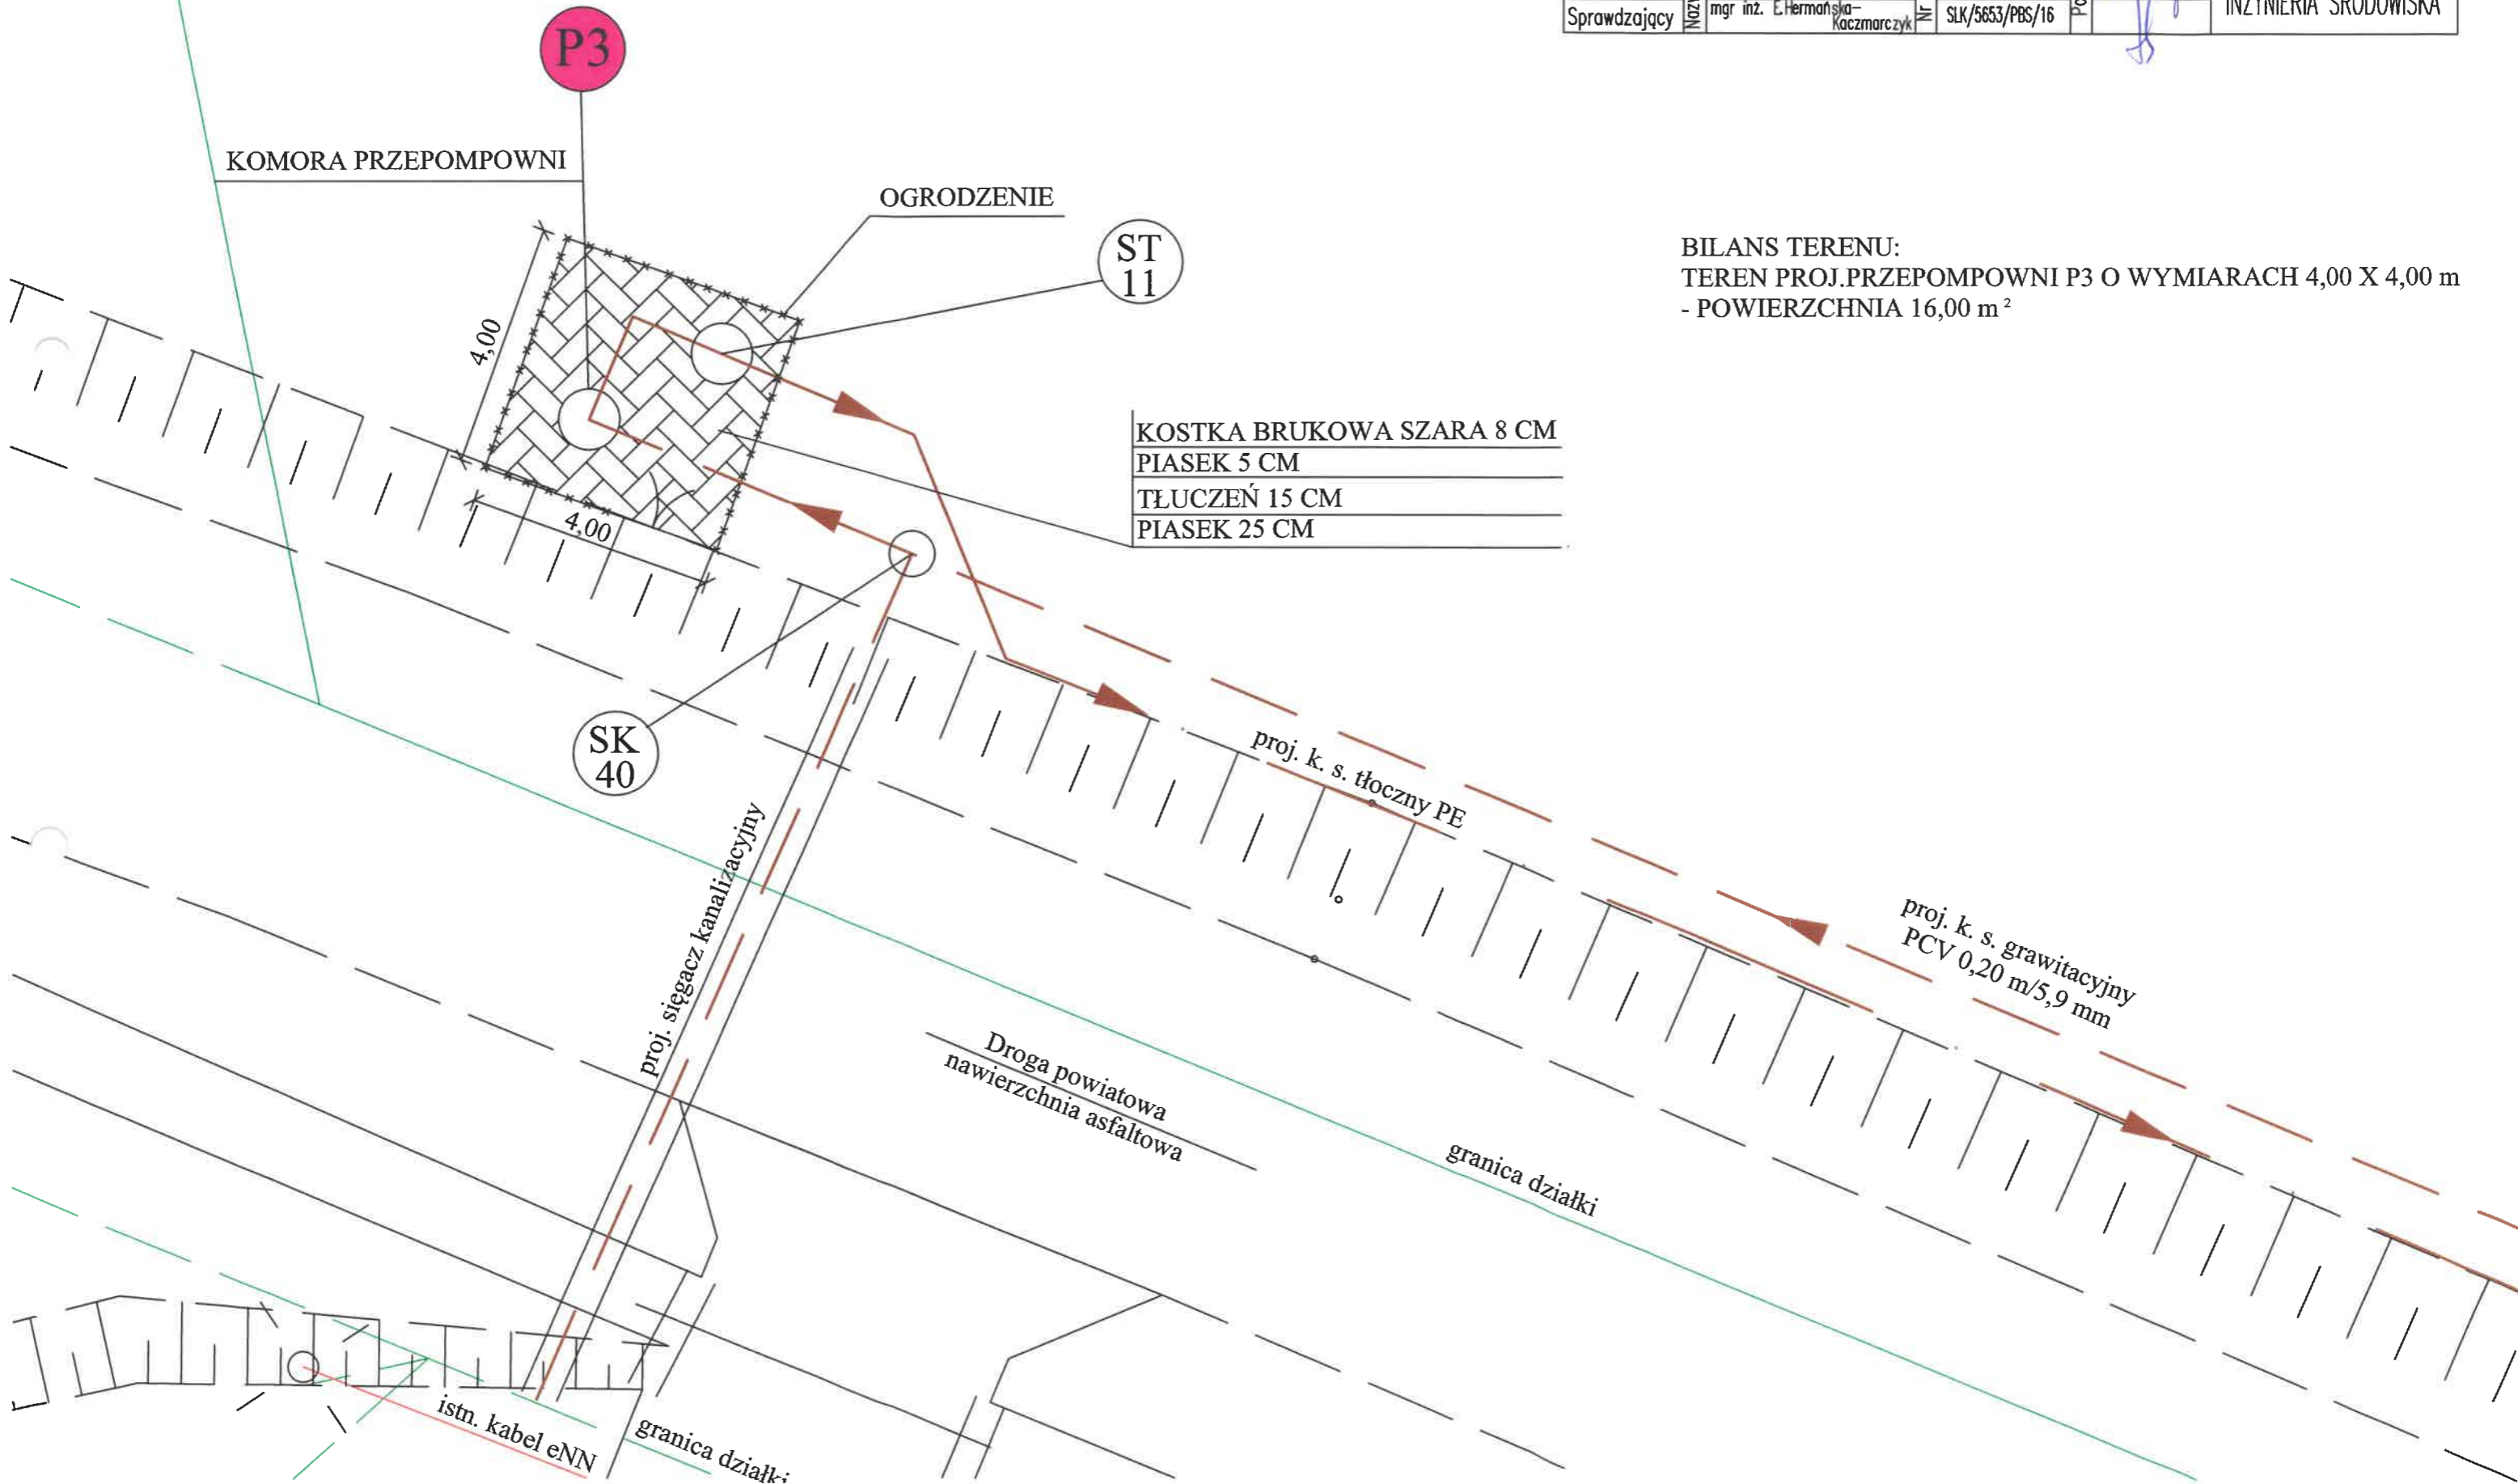 Sprawdzający mgr inż. E.Hermańska-Kaczmarczyk Nr SLK/5653/PBS/16 INŻYNIERIA ŚRODOWISKA
P3
KOMORA PRZEPOMPOWNI
OGRODZENIE
ST
11
BILANS TERENU:
TEREN PROJ.PRZEPOMPOWNI P3 O WYMIARACH 4,00 X 4,00 m
- POWIERZCHNIA 16,00 m²
4,00
4,00
KOSTKA BRUKOWA SZARA 8 CM
PIASEK 5 CM
TŁUCZEŃ 15 CM
PIASEK 25 CM
SK
40
proj. k. s. tłoczny PE
proj. sięgacz kanalizacyjny
proj. k. s. grawitacyjny
PCV 0,20 m/5,9 mm
Droga powiatowa
nawierzchnia asfaltowa
granica działki
istn. kabel eNN
granica działki